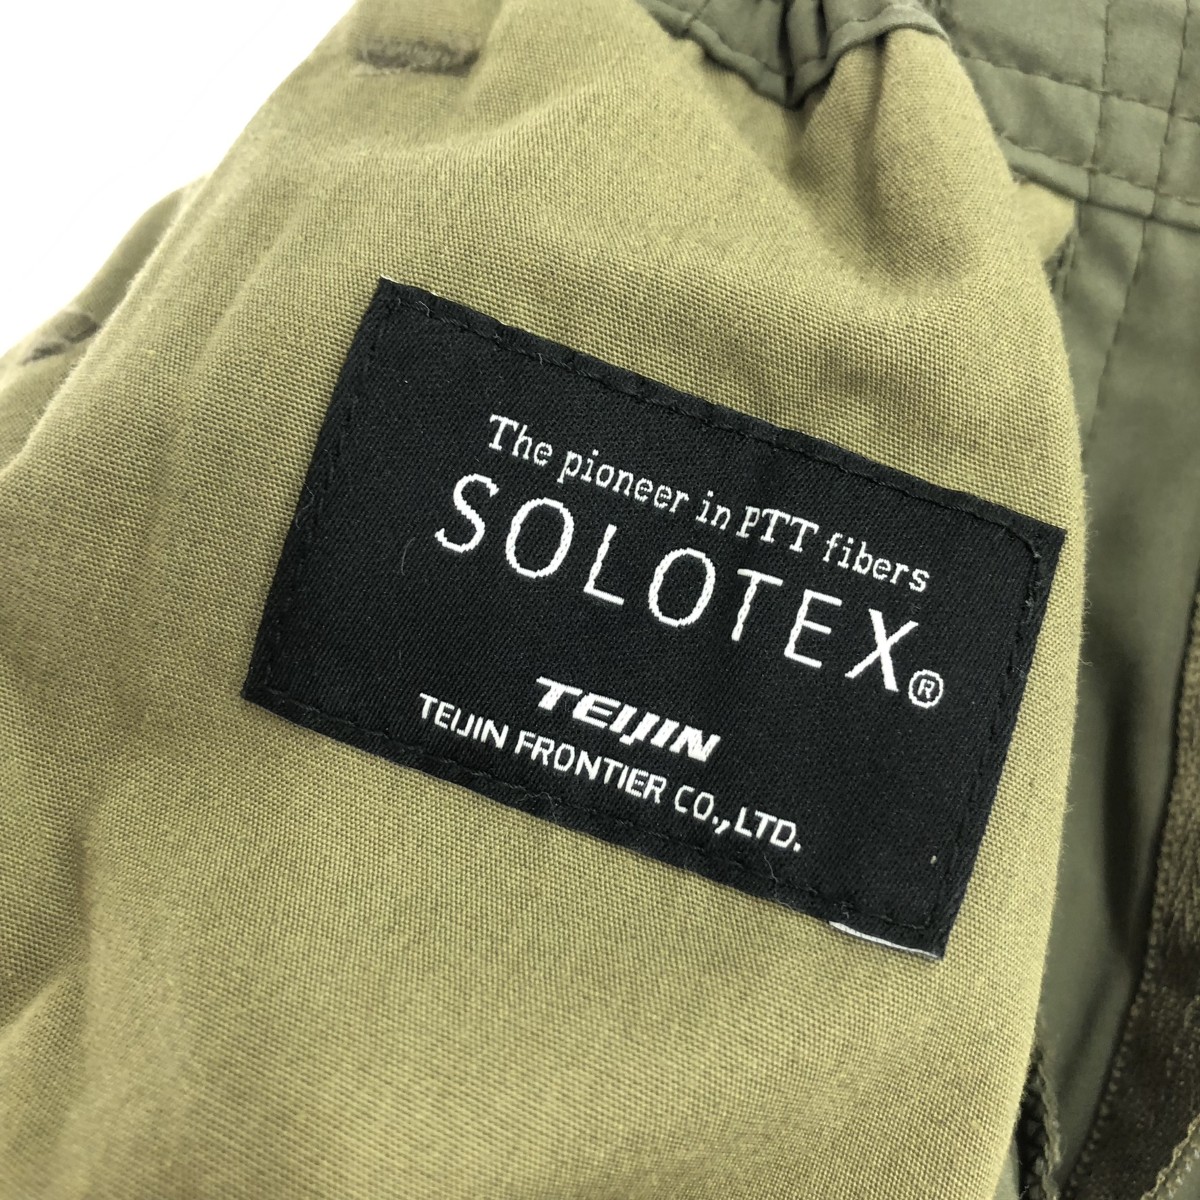 The pioneer in PTT fibers
SOLOTEX®
TEIJIN
TEIJIN FRONTIER CO.,LTD.